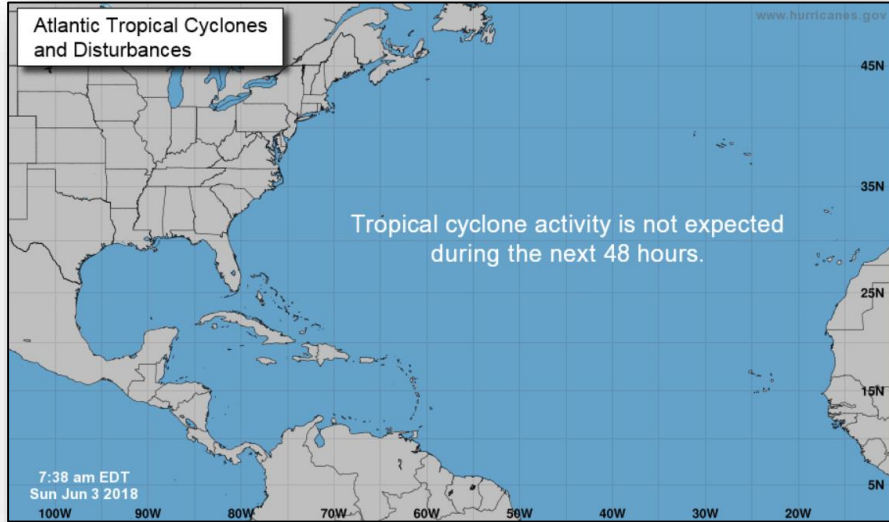 Atlantic Tropical Cyclones
and Disturbances
www.hurricanes.gov
45N
35N
Tropical cyclone activity is not expected
during the next 48 hours.
25N
15N
7:38 am EDT
Sun Jun 3 2018
5N
100W 90W 80W 70W 60W 50W 40W 30W 20W